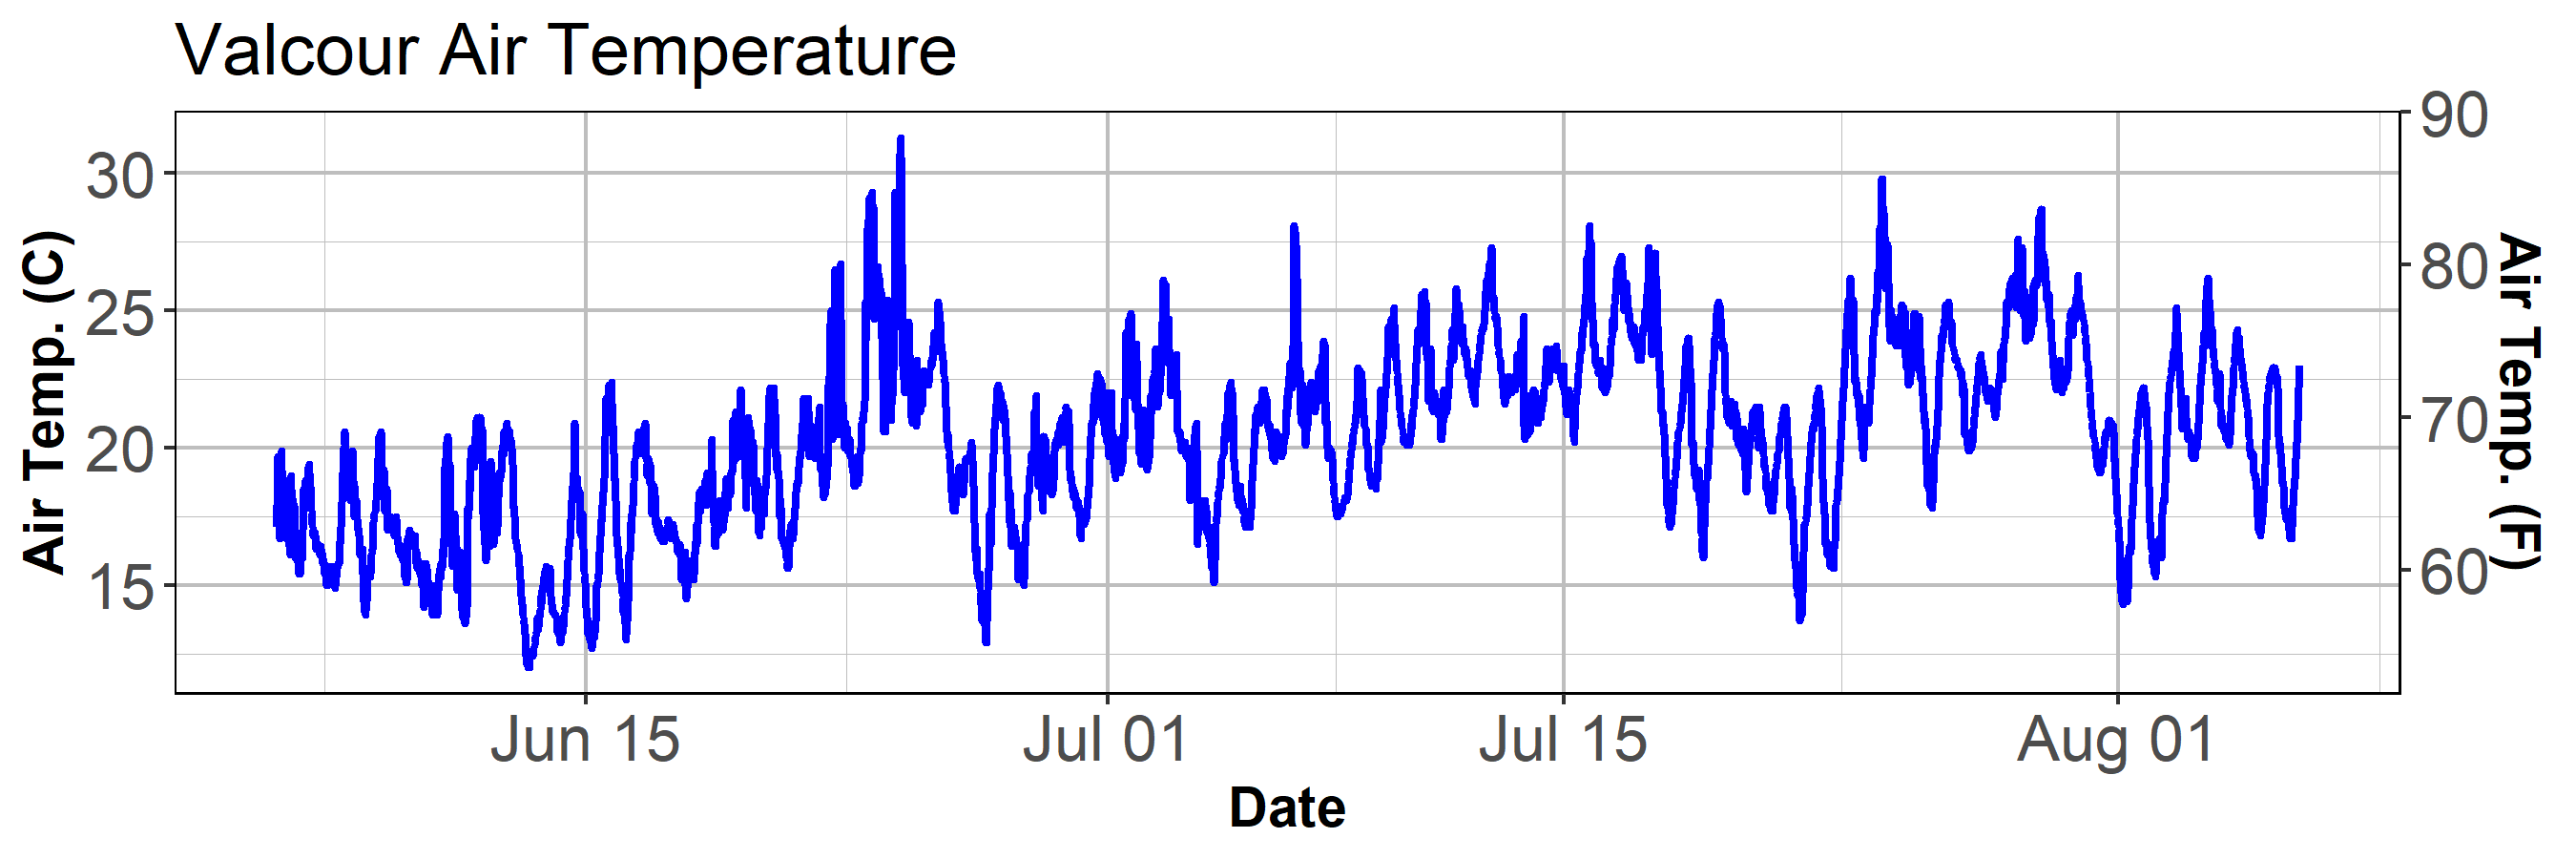 Valcour Air Temperature
Air Temp. (C)
30
25
20
15
90
80
70
60
Air Temp. (F)
Jun 15
Jul 01
Jul 15
Aug 01
Date